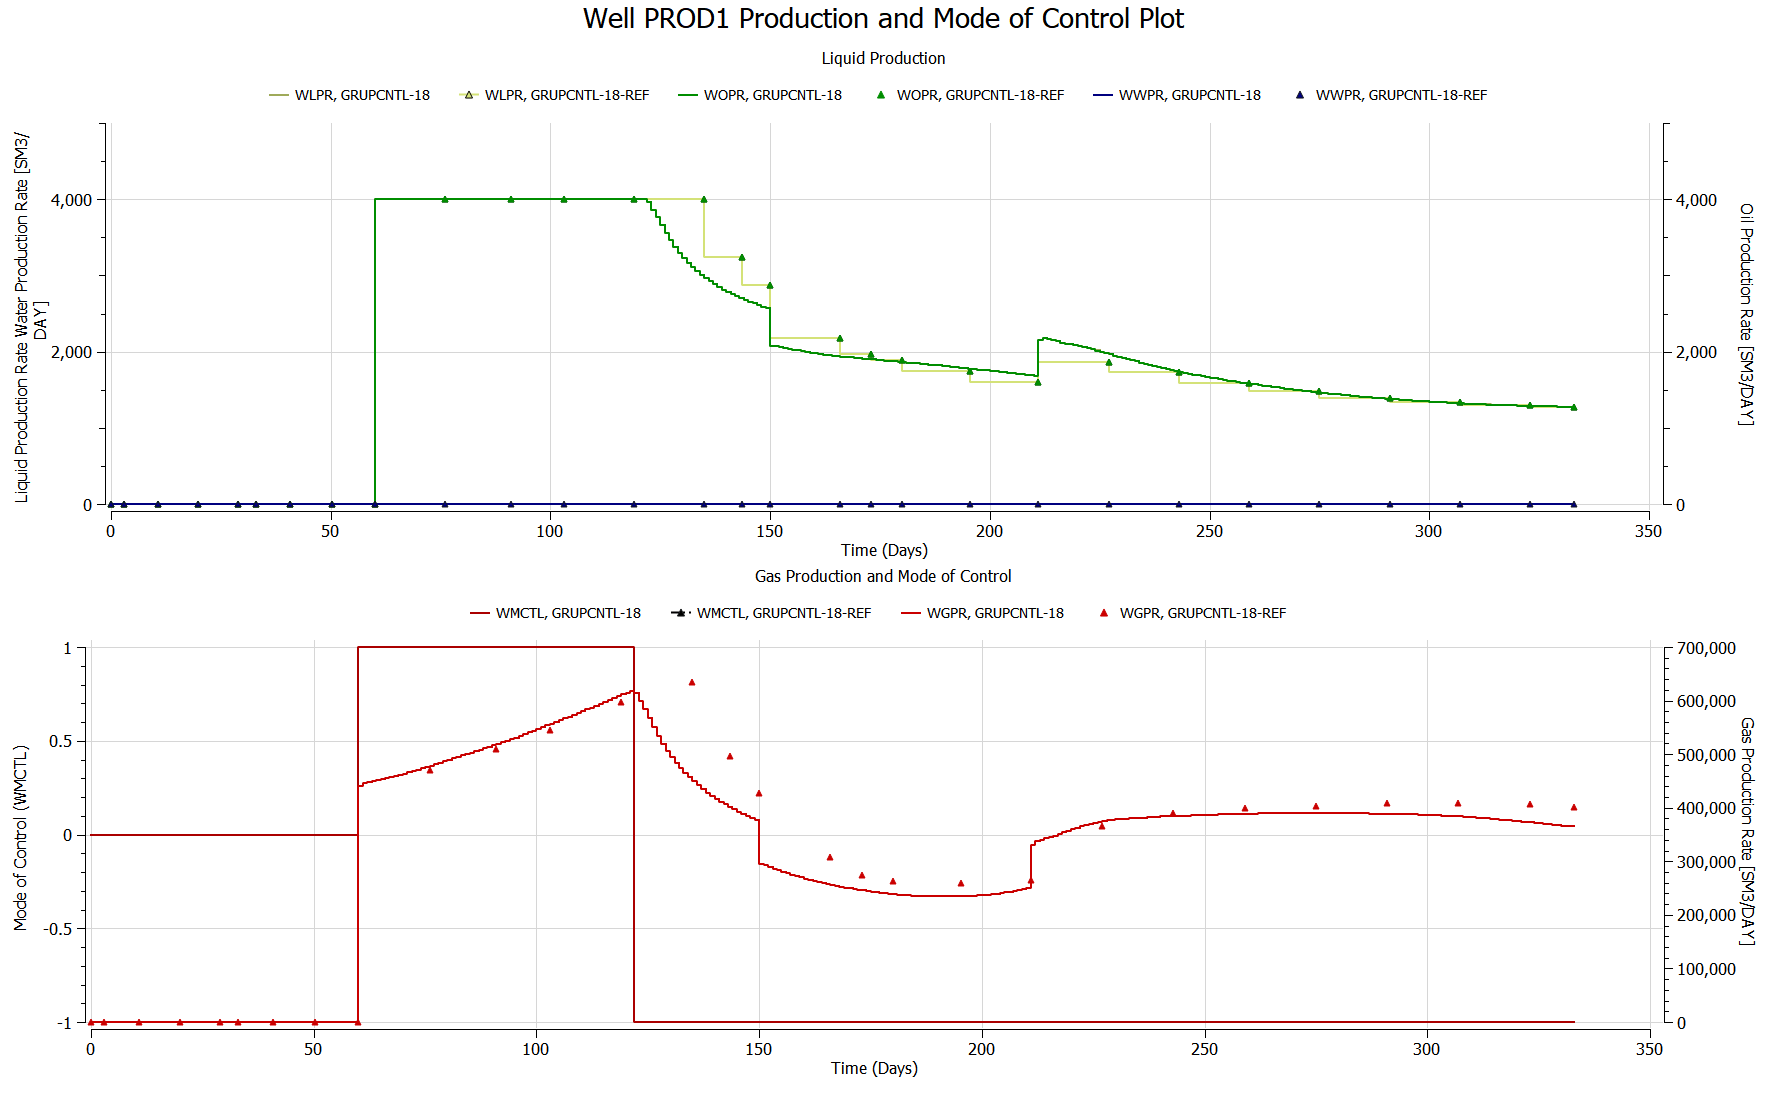 Well PROD1 Production and Mode of Control Plot
Liquid Production
WLPR, GRUPCNTL-18
WLPR, GRUPCNTL-18-REF
WOPR, GRUPCNTL-18
WOPR, GRUPCNTL-18-REF
WWPR, GRUPCNTL-18
WWPR, GRUPCNTL-18-REF
Liquid Production Rate Water Production Rate [SM3/
DAY]
4,000
2,000
0
Oil Production Rate [SM3/DAY]
4,000
2,000
0
0 50 100 150 200 250 300 350
Time (Days)
Gas Production and Mode of Control
WMCTL, GRUPCNTL-18
WMCTL, GRUPCNTL-18-REF
WGPR, GRUPCNTL-18
WGPR, GRUPCNTL-18-REF
Mode of Control (WMCTL)
1
0.5
0
-0.5
-1
Gas Production Rate [SM3/DAY]
700,000
600,000
500,000
400,000
300,000
200,000
100,000
0
0 50 100 150 200 250 300 350
Time (Days)